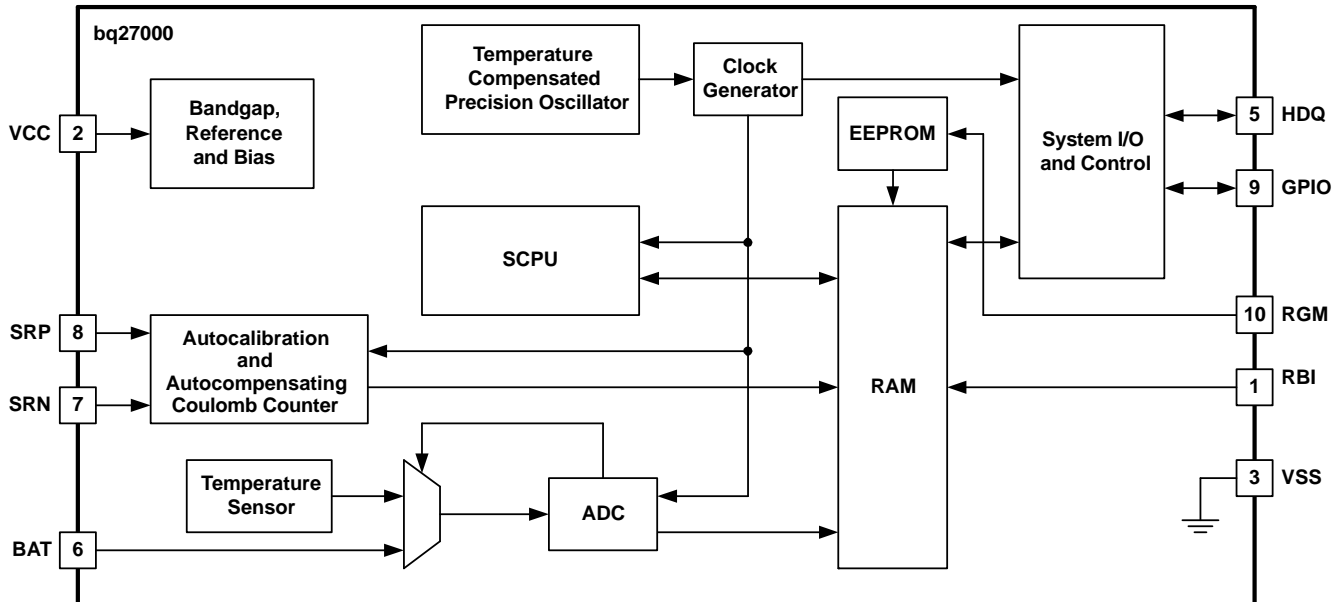 bq27000
Temperature
Compensated
Precision Oscillator
Clock
Generator
Bandgap,
Reference
and Bias
VCC
2
EEPROM
System I/O
and Control
5
HDQ
9
GPIO
SCPU
SRP
8
SRN
7
Autocalibration
and
Autocompensating
Coulomb Counter
RAM
10
RGM
1
RBI
Temperature
Sensor
ADC
BAT
6
3
VSS